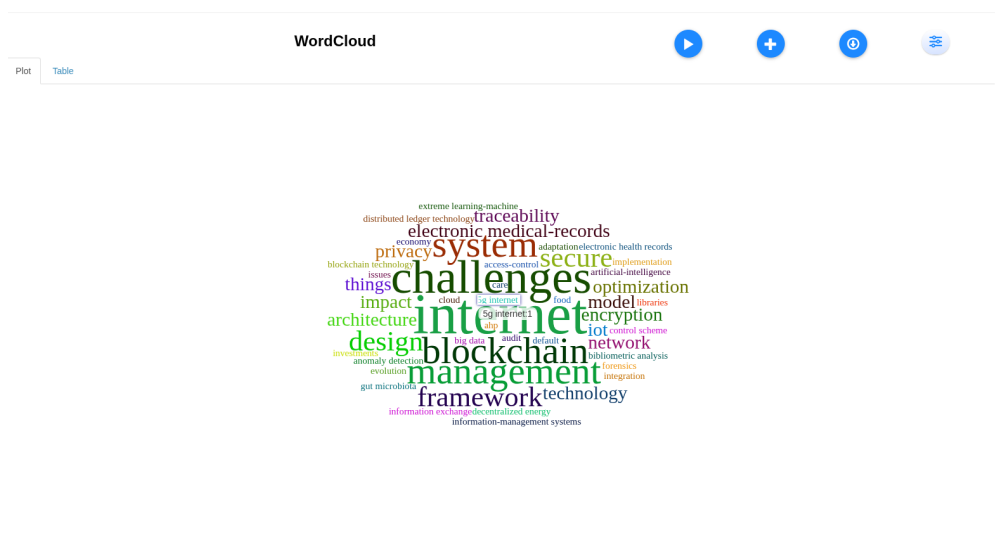 WordCloud
Plot
Table
extreme learning-machine
distributed ledger technology
traceability
electronic medical-records
economy
system
adaptation
electronic health records
privacy
secure
blockchain technology
access-control
implementation
issues
challenges
artificial-intelligence
things
care
optimization
impact
cloud
5g internet
food
model
libraries
internet
5g internet:1
encryption
architecture
ahp
iot
control scheme
design
big data
audit
default
network
investments
blockchain
bibliometric analysis
anomaly detection
forensics
evolution
management
integration
gut microbiota
framework
technology
information exchange
decentralized energy
information-management systems